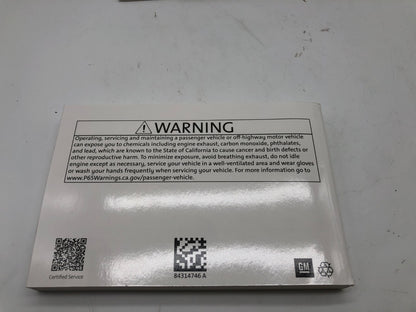 WARNING
Operating, servicing and maintaining a passenger vehicle or off-highway motor vehicle
can expose you to chemicals including engine exhaust, carbon monoxide, phthalates,
and lead, which are known to the State of California to cause cancer and birth defects or
other reproductive harm. To minimize exposure, avoid breathing exhaust, do not idle
engine except as necessary, service your vehicle in a well-ventilated area and wear gloves
or wash your hands frequently when servicing your vehicle. For more information go to
www.P65Warnings.ca.gov/passenger-vehicle.
Certified Service
84314746 A
GM